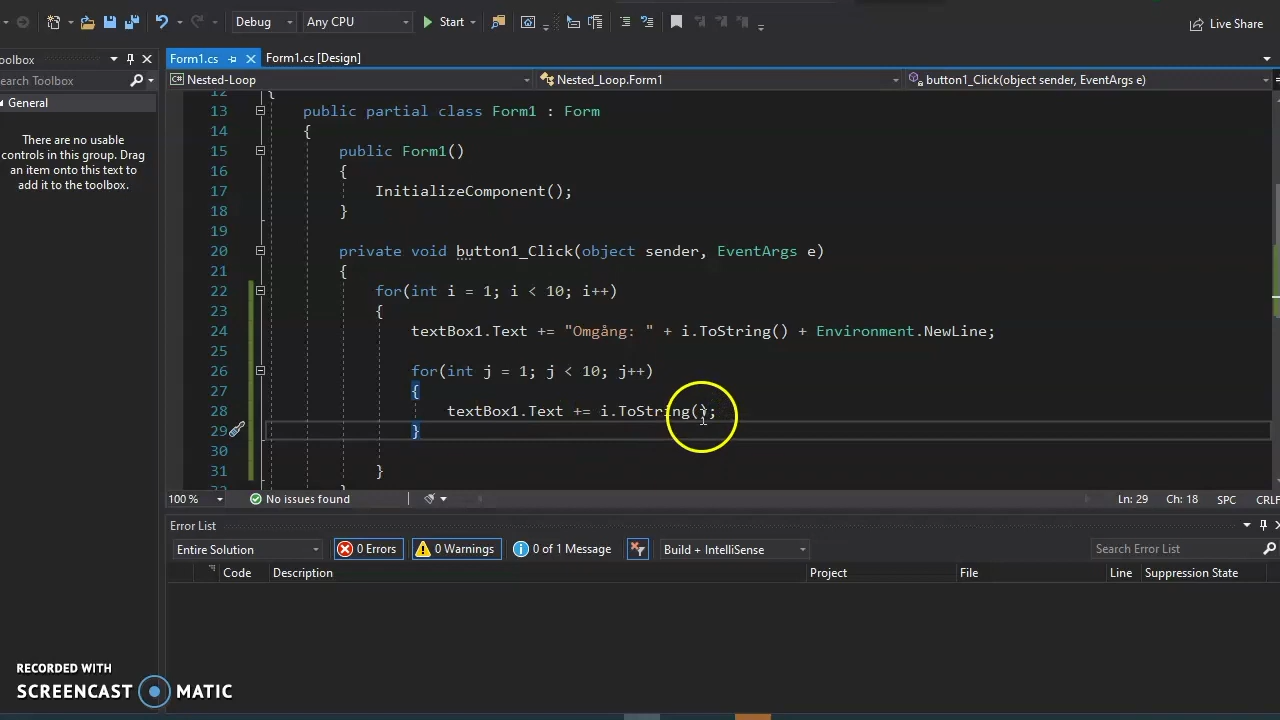 Debug
Any CPU
Start
Live Share
oolbox
Form1.cs
Form1.cs [Design]
earch Toolbox
Nested-Loop
Nested_Loop.Form1
button1_Click(object sender, EventArgs e)
General
There are no usable
controls in this group. Drag
an item onto this text to
add it to the toolbox.
12 {
13 public partial class Form1 : Form
14 {
15 public Form1()
16 {
17 InitializeComponent();
18 }
19
20 private void button1_Click(object sender, EventArgs e)
21 {
22 for(int i = 1; i < 10; i++)
23 {
24 textBox1.Text += "Omgång: " + i.ToString() + Environment.NewLine;
25
26 for(int j = 1; j < 10; j++)
27 {
28 textBox1.Text += i.ToString();
29 }
30
31 }
100 %
No issues found
Ln: 29
Ch: 18
SPC
CRLF
Error List
Entire Solution
0 Errors
0 Warnings
0 of 1 Message
Build + IntelliSense
Search Error List
Code
Description
Project
File
Line
Suppression State
RECORDED WITH
SCREENCAST MATIC